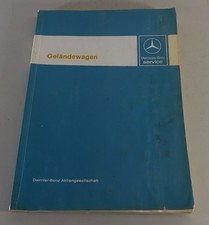 Geländewagen
Mercedes-Benz
service
Daimler-Benz Aktiengesellschaft